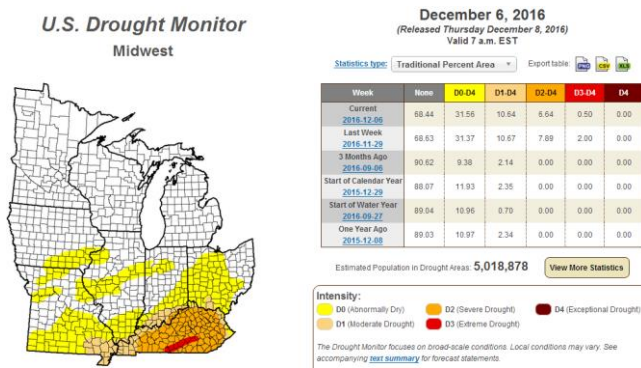 U.S. Drought Monitor
Midwest
December 6, 2016
(Released Thursday December 8, 2016)
Valid 7 a.m. EST
Statistics type: Traditional Percent Area Export table: PNG CSV XLS
Week None D0-D4 D1-D4 D2-D4 D3-D4 D4
Current
2016-12-06 68.44 31.56 10.64 5.64 0.50 0.00
Last Week
2016-11-29 68.63 31.37 10.67 7.89 2.00 0.00
3 Months Ago
2016-09-06 90.62 9.38 2.14 0.00 0.00 0.00
Start of Calendar Year
2015-12-29 88.07 11.93 2.35 0.00 0.00 0.00
Start of Water Year
2016-09-27 89.04 10.96 0.70 0.00 0.00 0.00
One Year Ago
2015-12-08 89.03 10.97 2.34 0.00 0.00 0.00
Estimated Population in Drought Areas: 5,018,878 View More Statistics
Intensity:
D0 (Abnormally Dry) D2 (Severe Drought) D4 (Exceptional Drought)
D1 (Moderate Drought) D3 (Extreme Drought)
The Drought Monitor focuses on broad-scale conditions. Local conditions may vary. See
accompanying text summary for forecast statements.